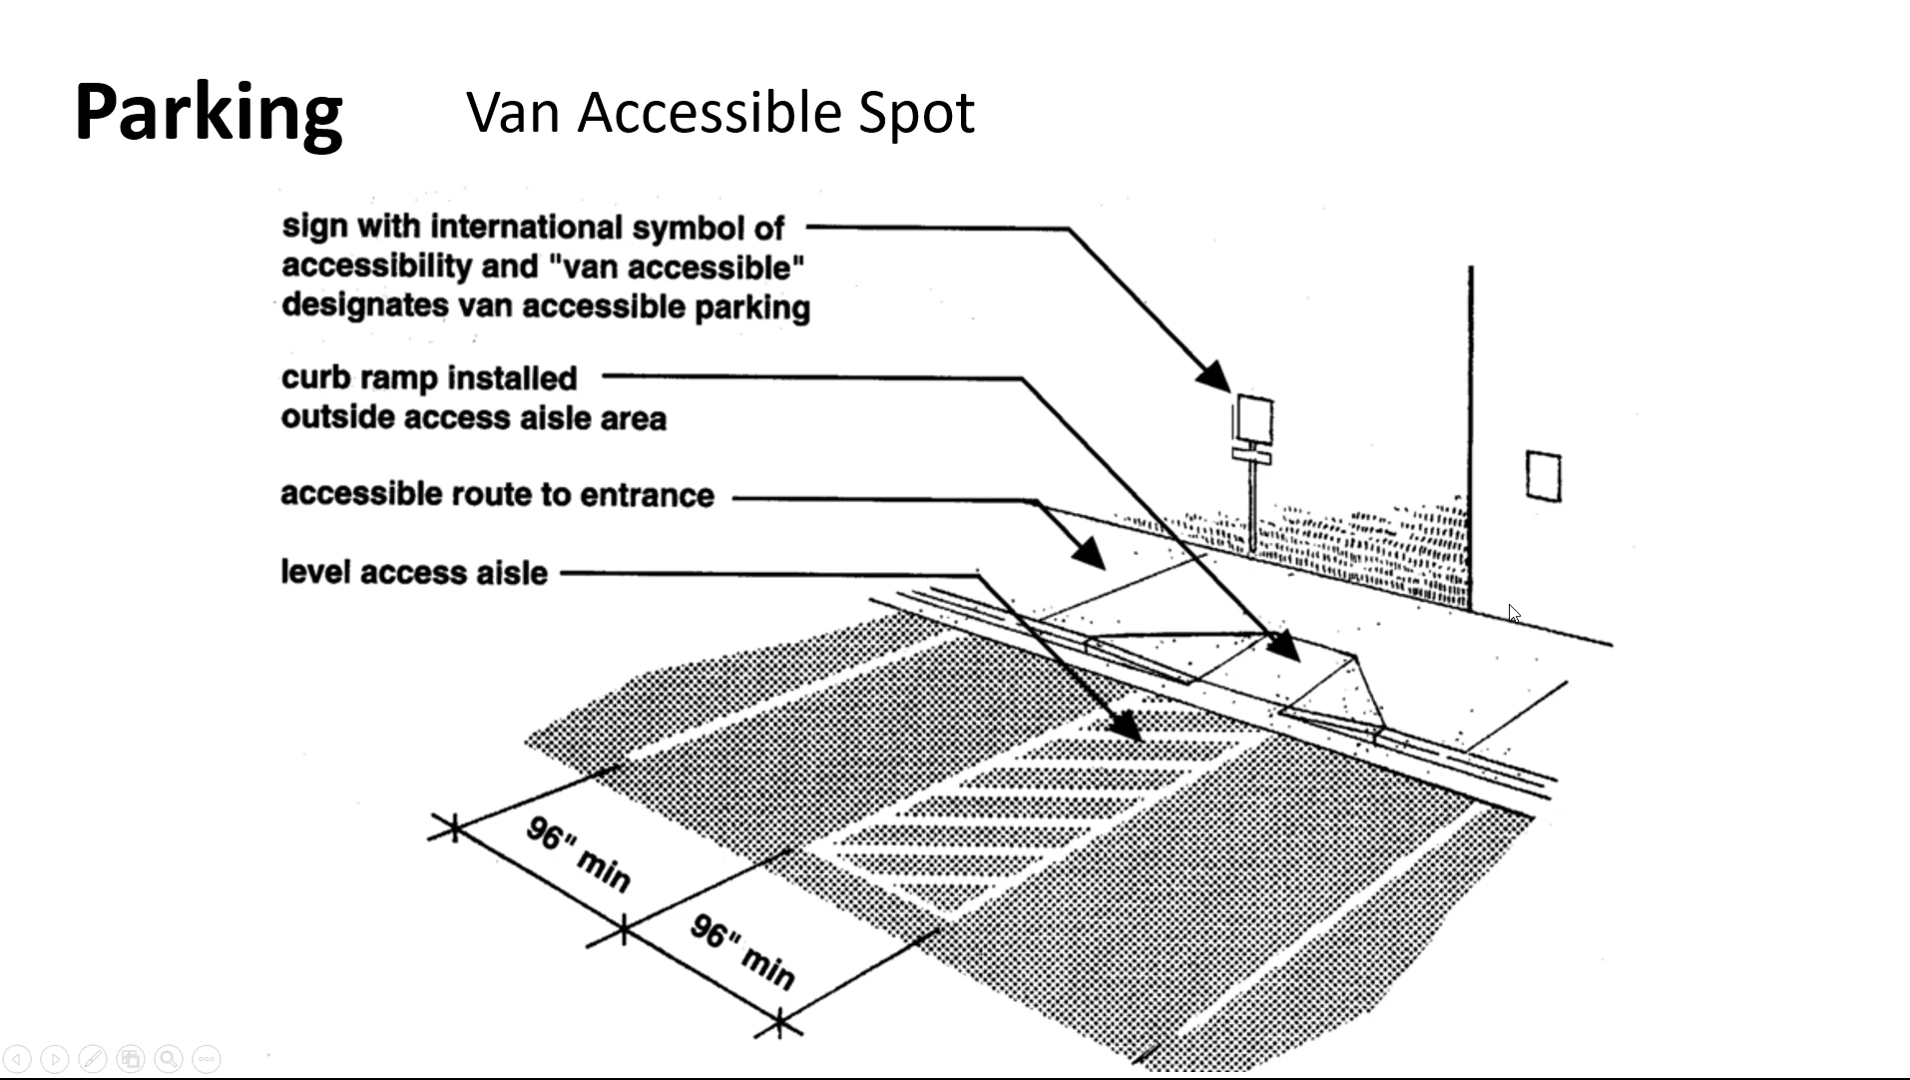 Parking
Van Accessible Spot
sign with international symbol of
accessibility and "van accessible"
designates van accessible parking
curb ramp installed
outside access aisle area
accessible route to entrance
level access aisle
96" min
96" min